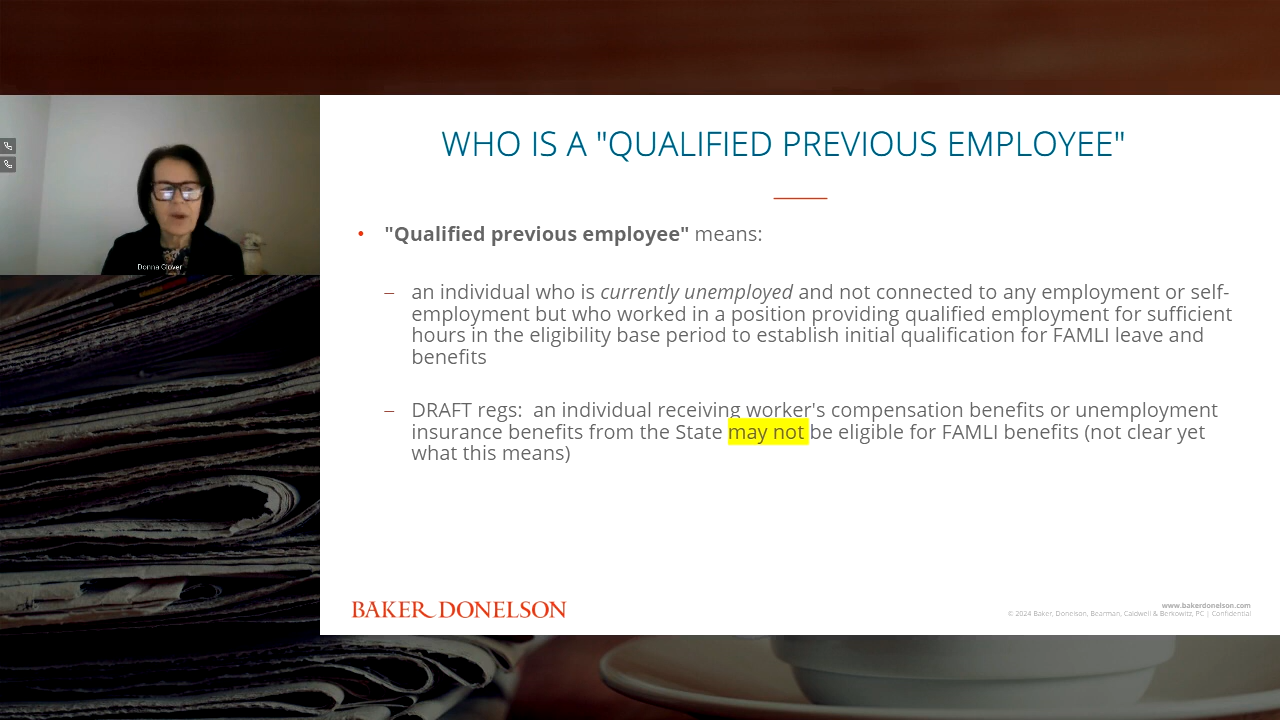 WHO IS A "QUALIFIED PREVIOUS EMPLOYEE"
• "Qualified previous employee" means:
– an individual who is currently unemployed and not connected to any employment or self-
employment but who worked in a position providing qualified employment for sufficient
hours in the eligibility base period to establish initial qualification for FAMLI leave and
benefits
– DRAFT regs: an individual receiving worker's compensation benefits or unemployment
insurance benefits from the State may not be eligible for FAMLI benefits (not clear yet
what this means)
Donna Glover
BAKER DONELSON
www.bakerdonelson.com
© 2024 Baker, Donelson, Bearman, Caldwell & Berkowitz, PC | Confidential